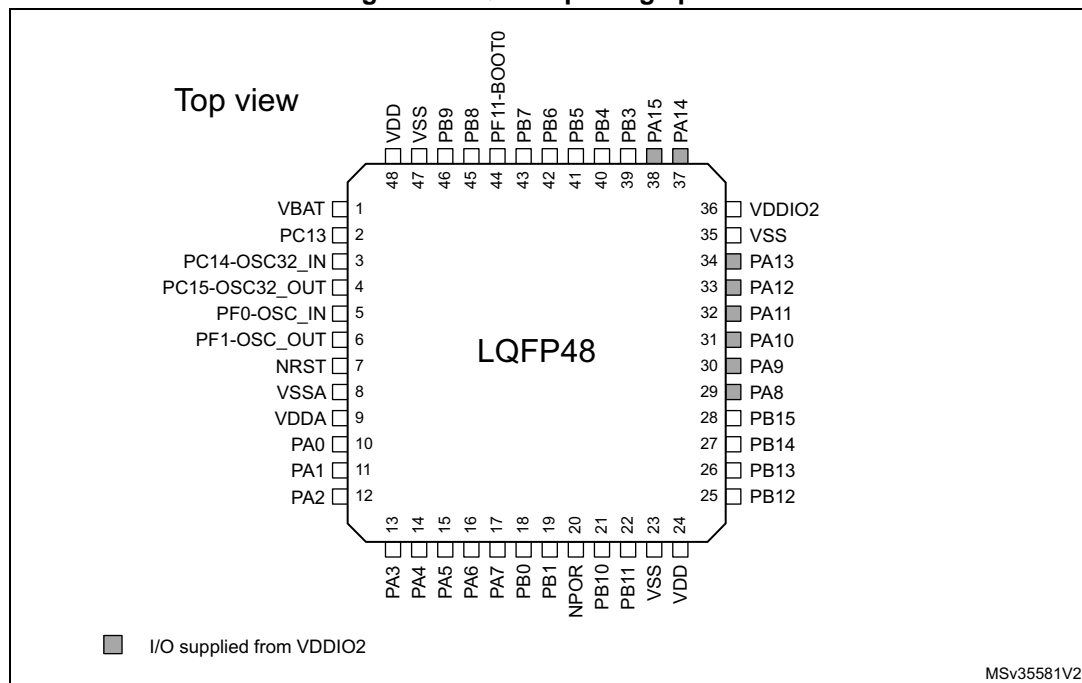 Top view
VDD
VSS
PB9
PB8
PF11-BOOT0
PB7
PB6
PB5
PB4
PB3
PA15
PA14
48
47
46
45
44
43
42
41
40
39
38
37
VBAT 1
PC13 2
PC14-OSC32_IN 3
PC15-OSC32_OUT 4
PF0-OSC_IN 5
PF1-OSC_OUT 6
NRST 7
VSSA 8
VDDA 9
PA0 10
PA1 11
PA2 12
LQFP48
36 VDDIO2
35 VSS
34 PA13
33 PA12
32 PA11
31 PA10
30 PA9
29 PA8
28 PB15
27 PB14
26 PB13
25 PB12
13
14
15
16
17
18
19
20
21
22
23
24
PA3
PA4
PA5
PA6
PA7
PB0
PB1
NPOR
PB10
PB11
VSS
VDD
I/O supplied from VDDIO2
MSv35581V2